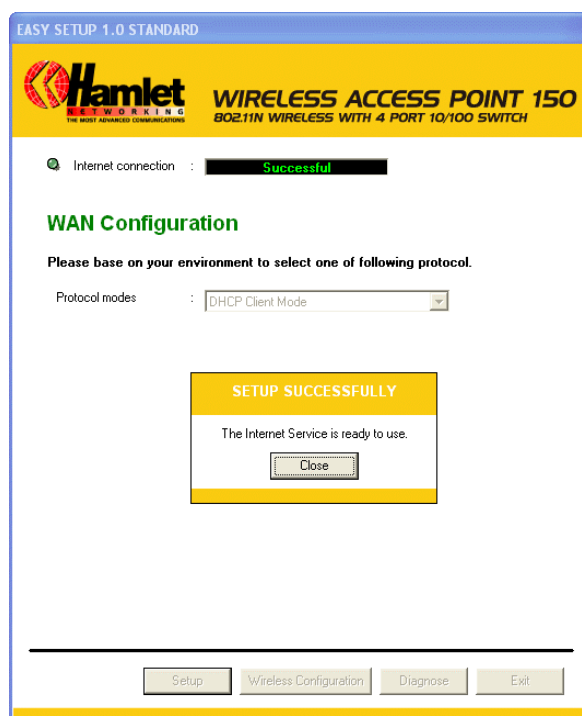 EASY SETUP 1.0 STANDARD
Hamlet
NETWORKING
THE MOST ADVANCED COMMUNICATIONS
WIRELESS ACCESS POINT 150
802.11N WIRELESS WITH 4 PORT 10/100 SWITCH
Internet connection : Successful
WAN Configuration
Please base on your environment to select one of following protocol.
Protocol modes : DHCP Client Mode
SETUP SUCCESSFULLY
The Internet Service is ready to use.
Close
Setup Wireless Configuration Diagnose Exit